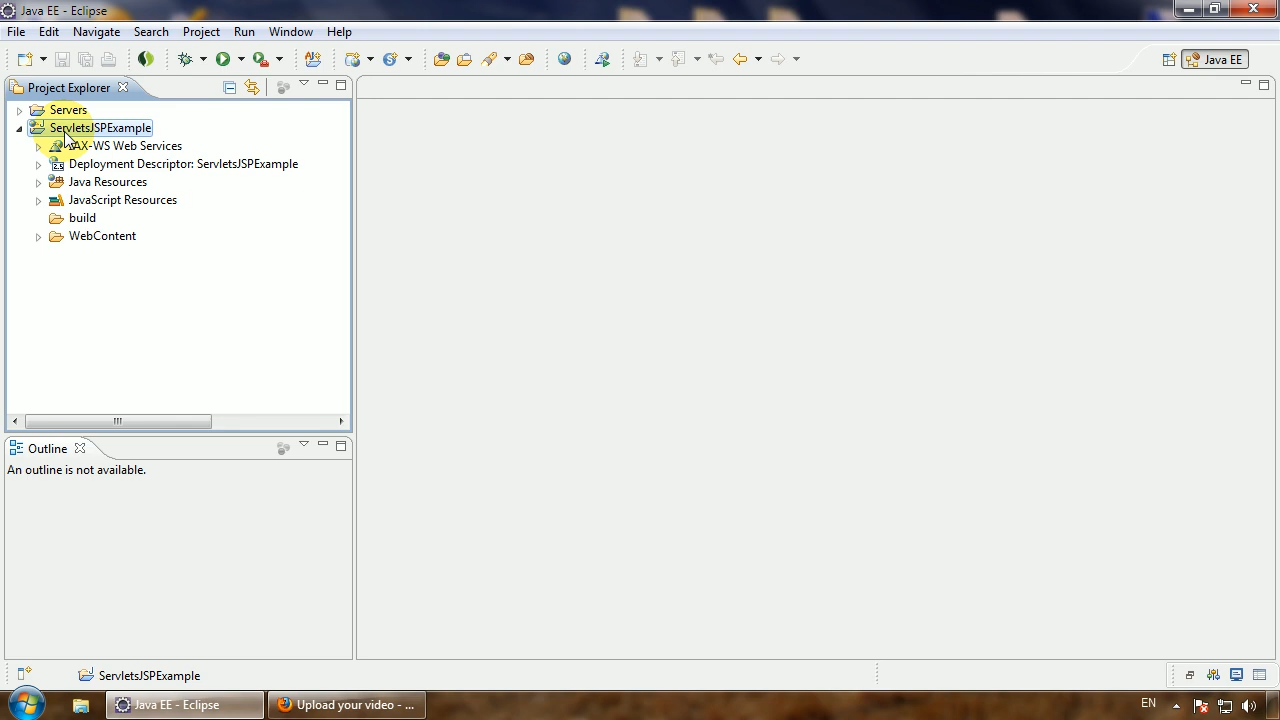 Java EE - Eclipse
File Edit Navigate Search Project Run Window Help
Java EE
Project Explorer
Servers
ServletsJSPExample
JAX-WS Web Services
Deployment Descriptor: ServletsJSPExample
Java Resources
JavaScript Resources
build
WebContent
Outline
An outline is not available.
ServletsJSPExample
Java EE - Eclipse
Upload your video - ...
EN